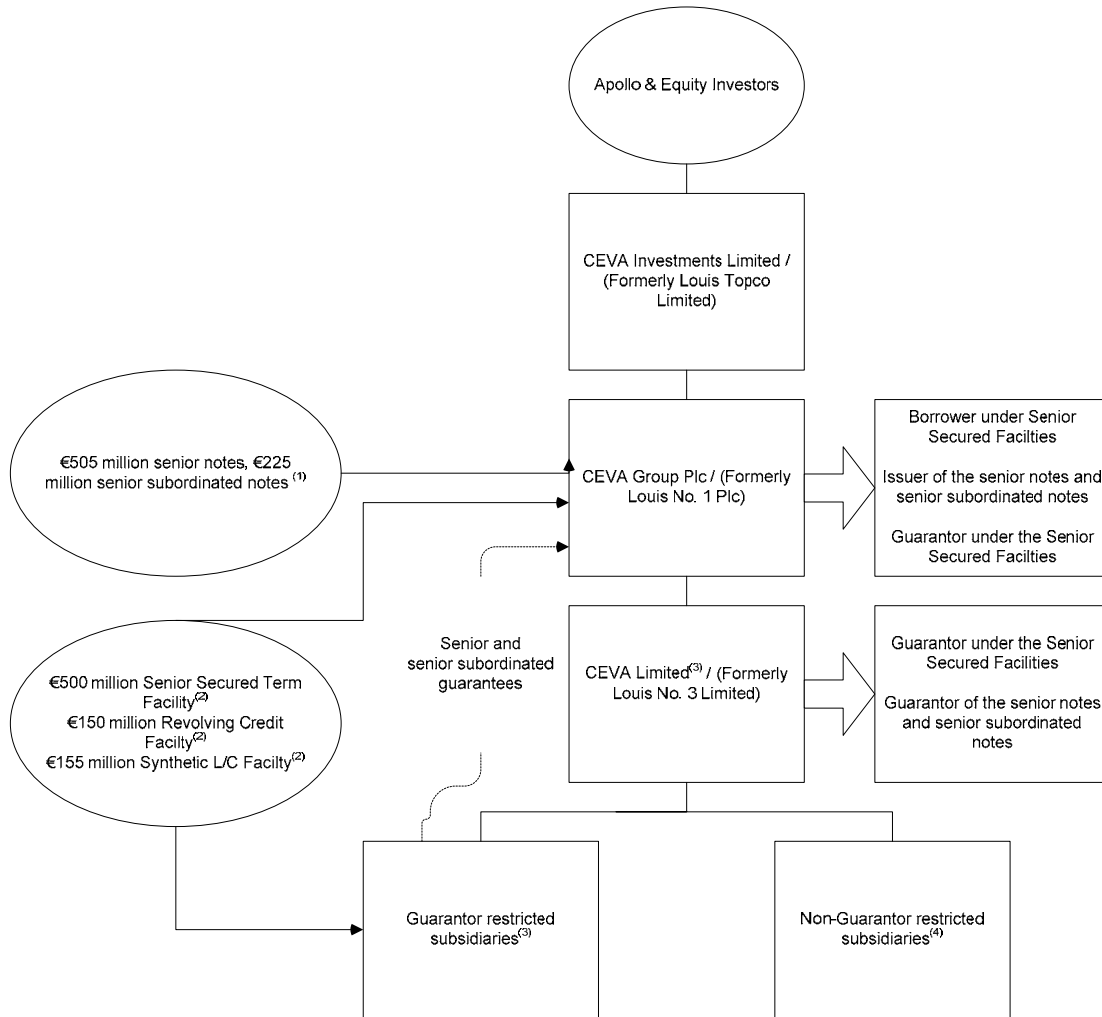 Apollo & Equity Investors
CEVA Investments Limited /
(Formerly Louis Topco
Limited)
€505 million senior notes, €225
million senior subordinated notes (1)
CEVA Group Plc / (Formerly
Louis No. 1 Plc)
Borrower under Senior
Secured Facilties
Issuer of the senior notes and
senior subordinated notes
Guarantor under the Senior
Secured Facilties
€500 million Senior Secured Term
Facility(2)
€150 million Revolving Credit
Facilty(2)
€155 million Synthetic L/C Facilty(2)
Senior and
senior subordinated
guarantees
CEVA Limited(3) / (Formerly
Louis No. 3 Limited)
Guarantor under the Senior
Secured Facilities
Guarantor of the senior notes
and senior subordinated
notes
Guarantor restricted
subsidiaries(3)
Non-Guarantor restricted
subsidiaries(4)